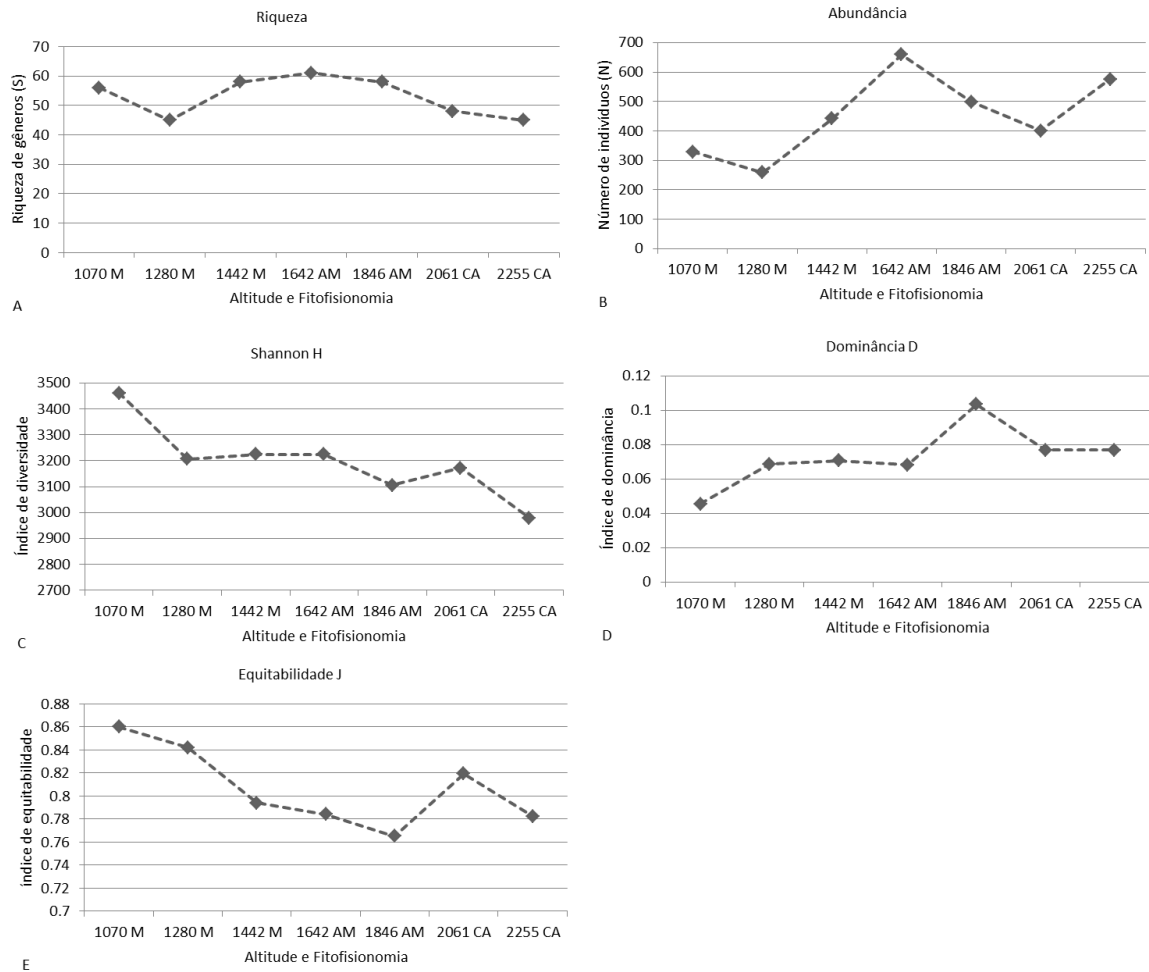 Riqueza
Riqueza de gêneros (S)
70
60
50
40
30
20
10
0
1070 M 1280 M 1442 M 1642 AM 1846 AM 2061 CA 2255 CA
Altitude e Fitofisionomia
A
Abundância
Número de indivíduos (N)
700
600
500
400
300
200
100
0
1070 M 1280 M 1442 M 1642 AM 1846 AM 2061 CA 2255 CA
Altitude e Fitofisionomia
B
Shannon H
Índice de diversidade
3500
3400
3300
3200
3100
3000
2900
2800
2700
1070 M 1280 M 1442 M 1642 AM 1846 AM 2061 CA 2255 CA
Altitude e Fitofisionomia
C
Dominância D
Índice de dominância
0.12
0.1
0.08
0.06
0.04
0.02
0
1070 M 1280 M 1442 M 1642 AM 1846 AM 2061 CA 2255 CA
Altitude e Fitofisionomia
D
Equitabilidade J
índice de equitabilidade
0.88
0.86
0.84
0.82
0.8
0.78
0.76
0.74
0.72
0.7
1070 M 1280 M 1442 M 1642 AM 1846 AM 2061 CA 2255 CA
Altitude e Fitofisionomia
E